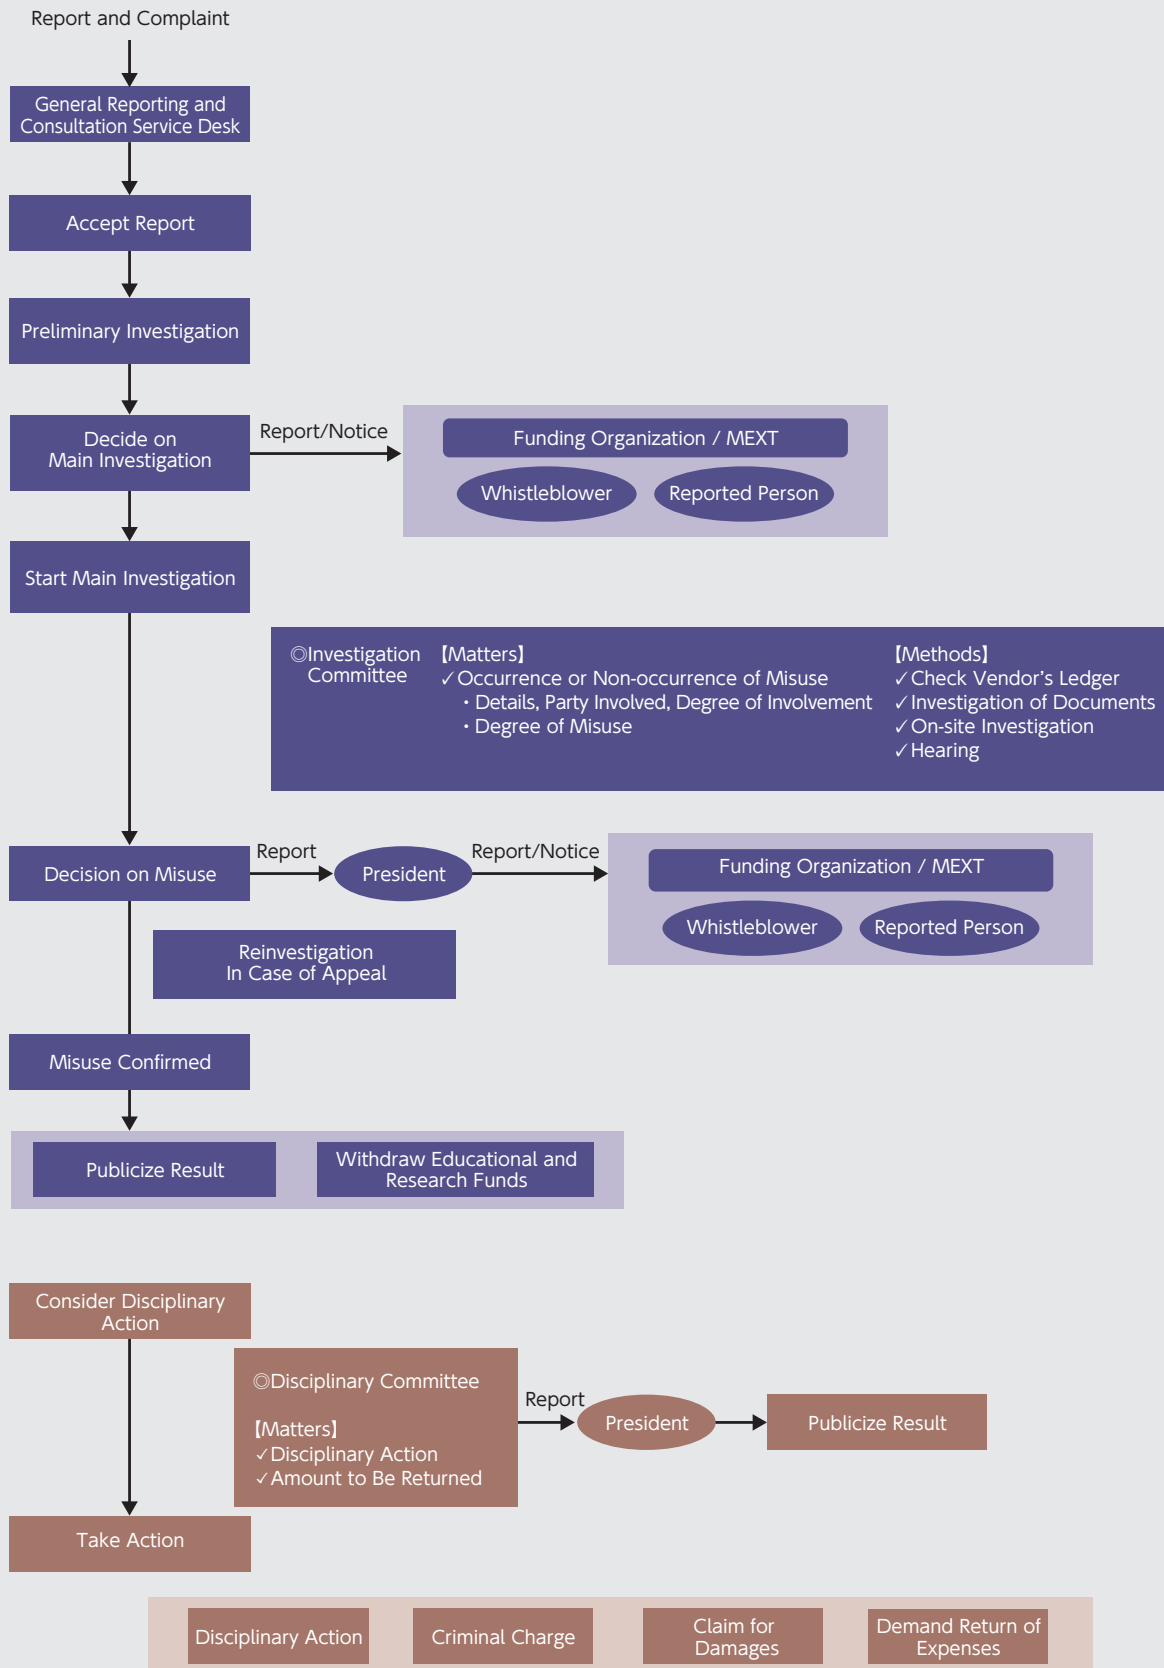 Report and Complaint
General Reporting and
Consultation Service Desk
Accept Report
Preliminary Investigation
Decide on
Main Investigation
Report/Notice
Funding Organization / MEXT
Whistleblower
Reported Person
Start Main Investigation
◎Investigation
Committee
【Matters】
✓Occurrence or Non-occurrence of Misuse
・Details, Party Involved, Degree of Involvement
・Degree of Misuse
【Methods】
✓Check Vendor's Ledger
✓Investigation of Documents
✓On-site Investigation
✓Hearing
Decision on Misuse
Report
President
Report/Notice
Funding Organization / MEXT
Whistleblower
Reported Person
Reinvestigation
In Case of Appeal
Misuse Confirmed
Publicize Result
Withdraw Educational and
Research Funds
Consider Disciplinary
Action
◎Disciplinary Committee
【Matters】
✓Disciplinary Action
✓Amount to Be Returned
Report
President
Publicize Result
Take Action
Disciplinary Action
Criminal Charge
Claim for
Damages
Demand Return of
Expenses